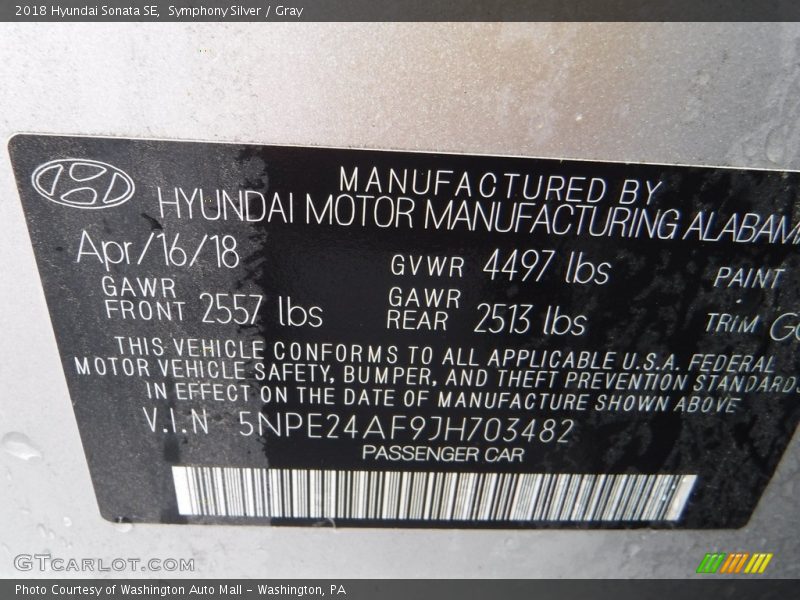 2018 Hyundai Sonata SE,  Symphony Silver / Gray
MANUFACTURED BY
HYUNDAI MOTOR MANUFACTURING ALABAMA
Apr/16/18
GVWR 4497 lbs
PAINT
GAWR
FRONT 2557 lbs
GAWR
REAR 2513 lbs
TRIM
THIS VEHICLE CONFORMS TO ALL APPLICABLE U.S.A. FEDERAL
MOTOR VEHICLE SAFETY, BUMPER, AND THEFT PREVENTION STANDARDS
IN EFFECT ON THE DATE OF MANUFACTURE SHOWN ABOVE
V.I.N 5NPE24AF9JH703482
PASSENGER CAR
GTCARLOT.COM
Photo Courtesy of Washington Auto Mall - Washington, PA